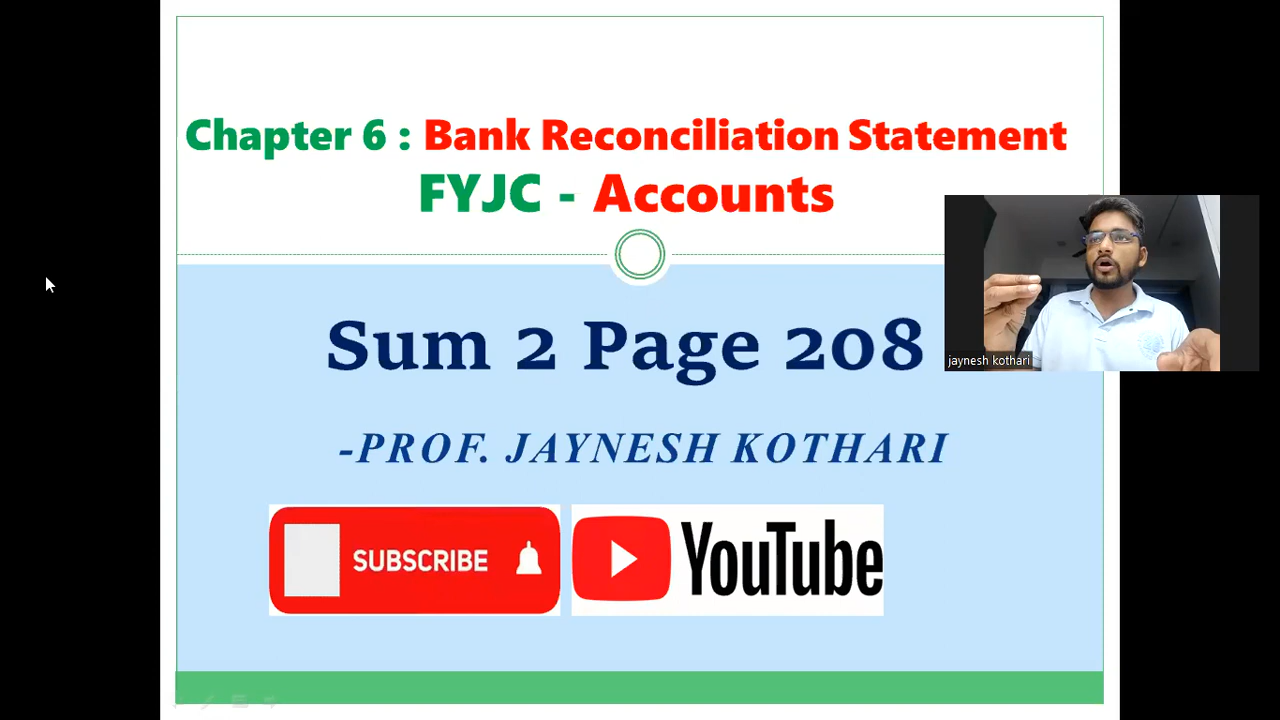 Chapter 6 : Bank Reconciliation Statement
FYJC - Accounts
jaynesh kothari
Sum 2 Page 208
-PROF. JAYNESH KOTHARI
SUBSCRIBE
YouTube